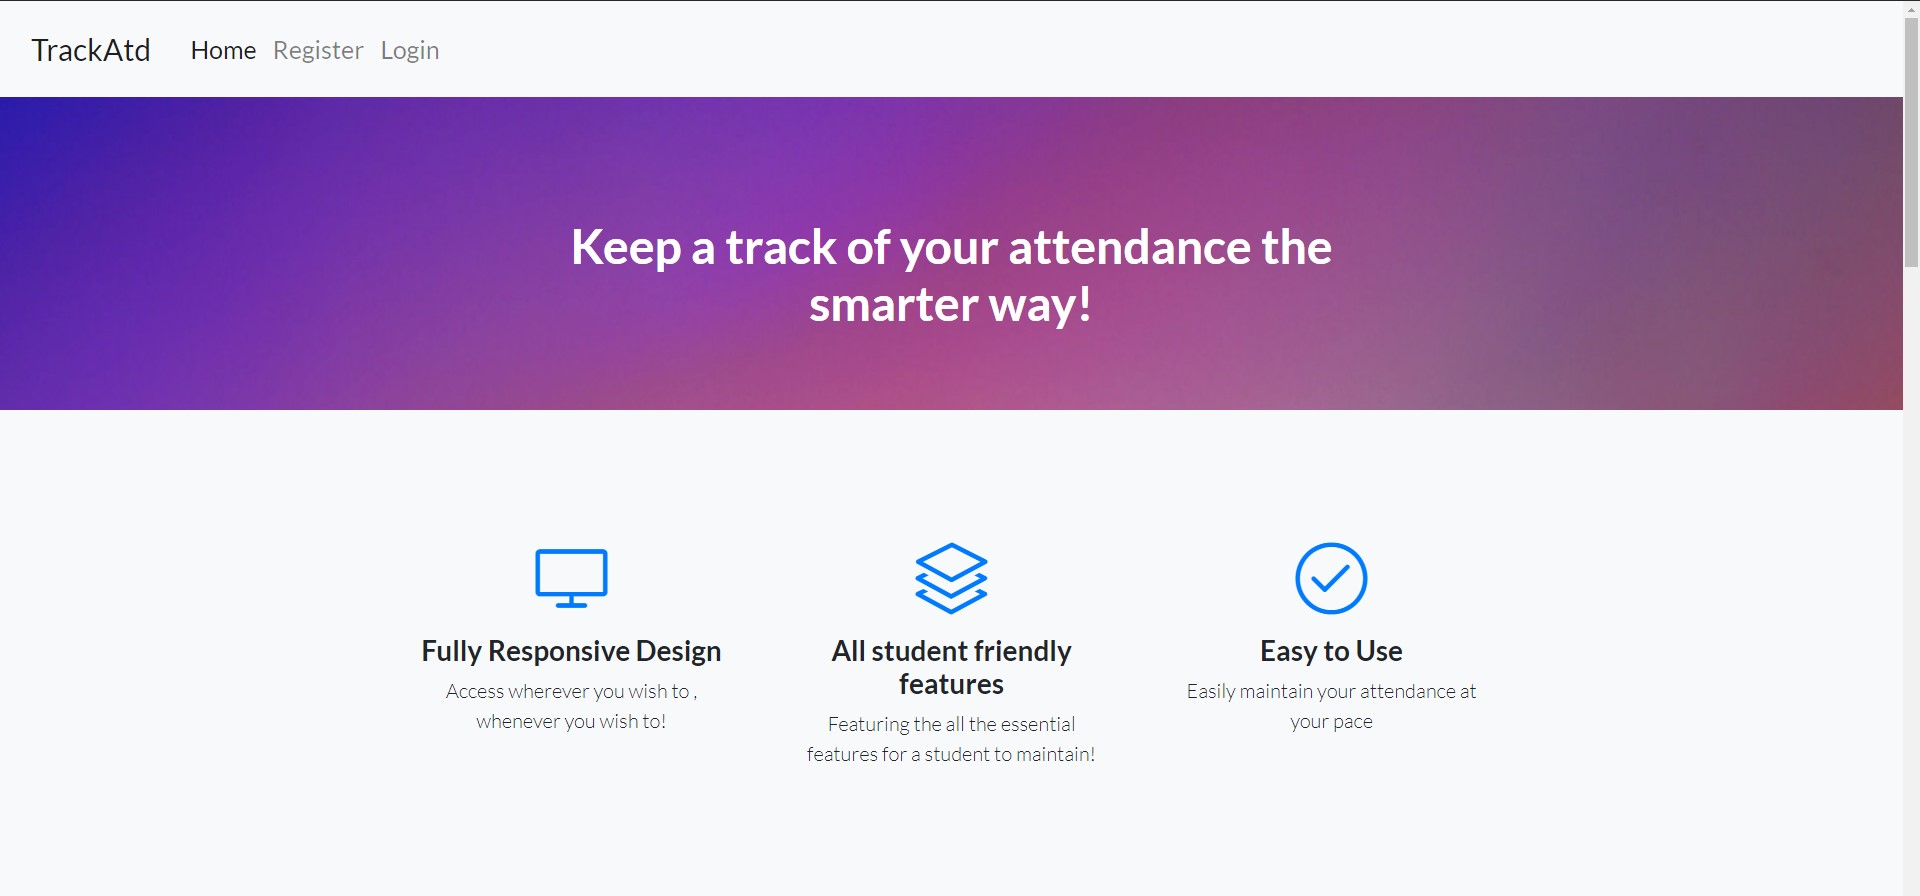 TrackAtd Home Register Login
Keep a track of your attendance the
smarter way!
Fully Responsive Design
Access wherever you wish to ,
whenever you wish to!
All student friendly
features
Featuring the all the essential
features for a student to maintain!
Easy to Use
Easily maintain your attendance at
your pace